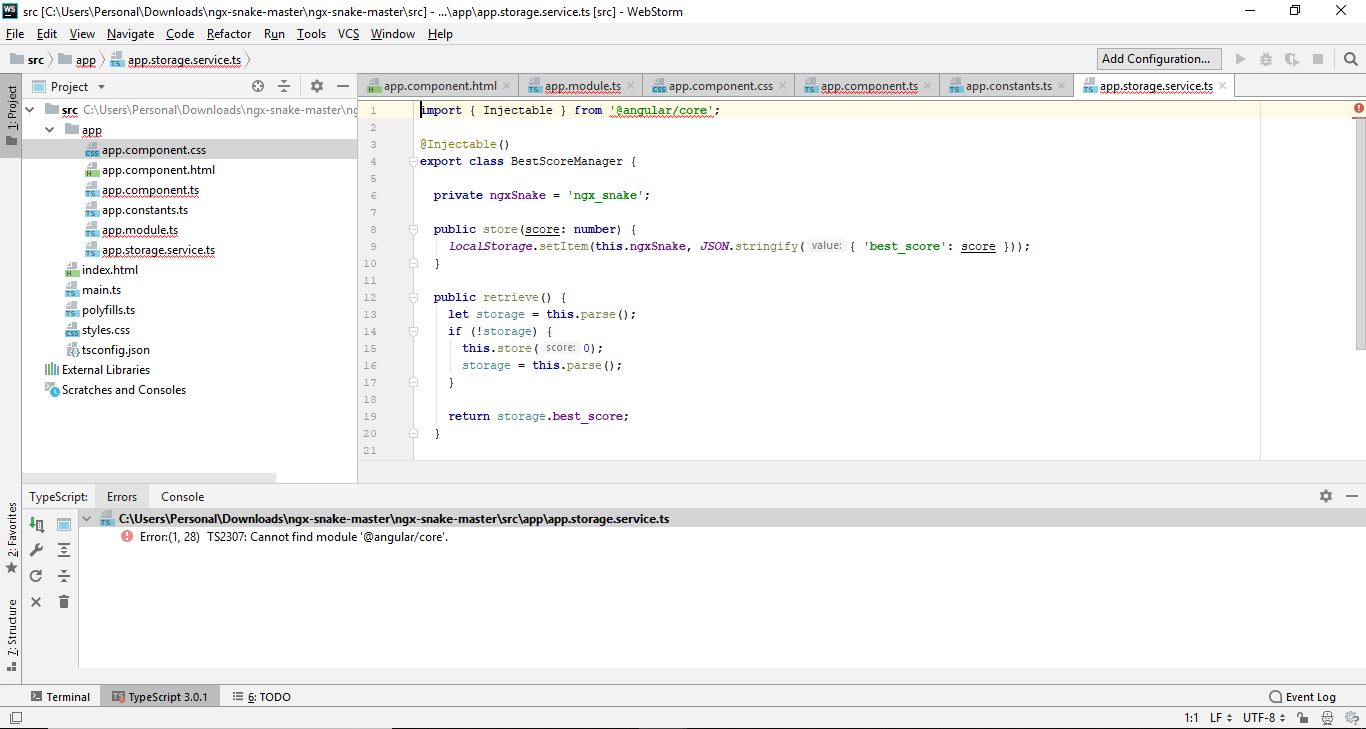 WS src [C:\Users\Personal\Downloads\ngx-snake-master\ngx-snake-master\src] - ...\app\app.storage.service.ts [src] - WebStorm
File Edit View Navigate Code Refactor Run Tools VCS Window Help
src app app.storage.service.ts Add Configuration...
1: Project
Project
app.component.html app.module.ts app.component.css app.component.ts app.constants.ts app.storage.service.ts
src C:\Users\Personal\Downloads\ngx-snake-master\ng
app
app.component.css
app.component.html
app.component.ts
app.constants.ts
app.module.ts
app.storage.service.ts
index.html
main.ts
polyfills.ts
styles.css
tsconfig.json
External Libraries
Scratches and Consoles
1 import { Injectable } from '@angular/core';
2
3 @Injectable()
4 export class BestScoreManager {
5
6 private ngxSnake = 'ngx_snake';
7
8 public store(score: number) {
9 localStorage.setItem(this.ngxSnake, JSON.stringify( value: { 'best_score': score }));
10 }
11
12 public retrieve() {
13 let storage = this.parse();
14 if (!storage) {
15 this.store( score: 0);
16 storage = this.parse();
17 }
18
19 return storage.best_score;
20 }
21
TypeScript: Errors Console
C:\Users\Personal\Downloads\ngx-snake-master\ngx-snake-master\src\app\app.storage.service.ts
Error:(1, 28) TS2307: Cannot find module '@angular/core'.
2: Favorites
7: Structure
Terminal TypeScript 3.0.1 6: TODO Event Log
1:1 LF UTF-8